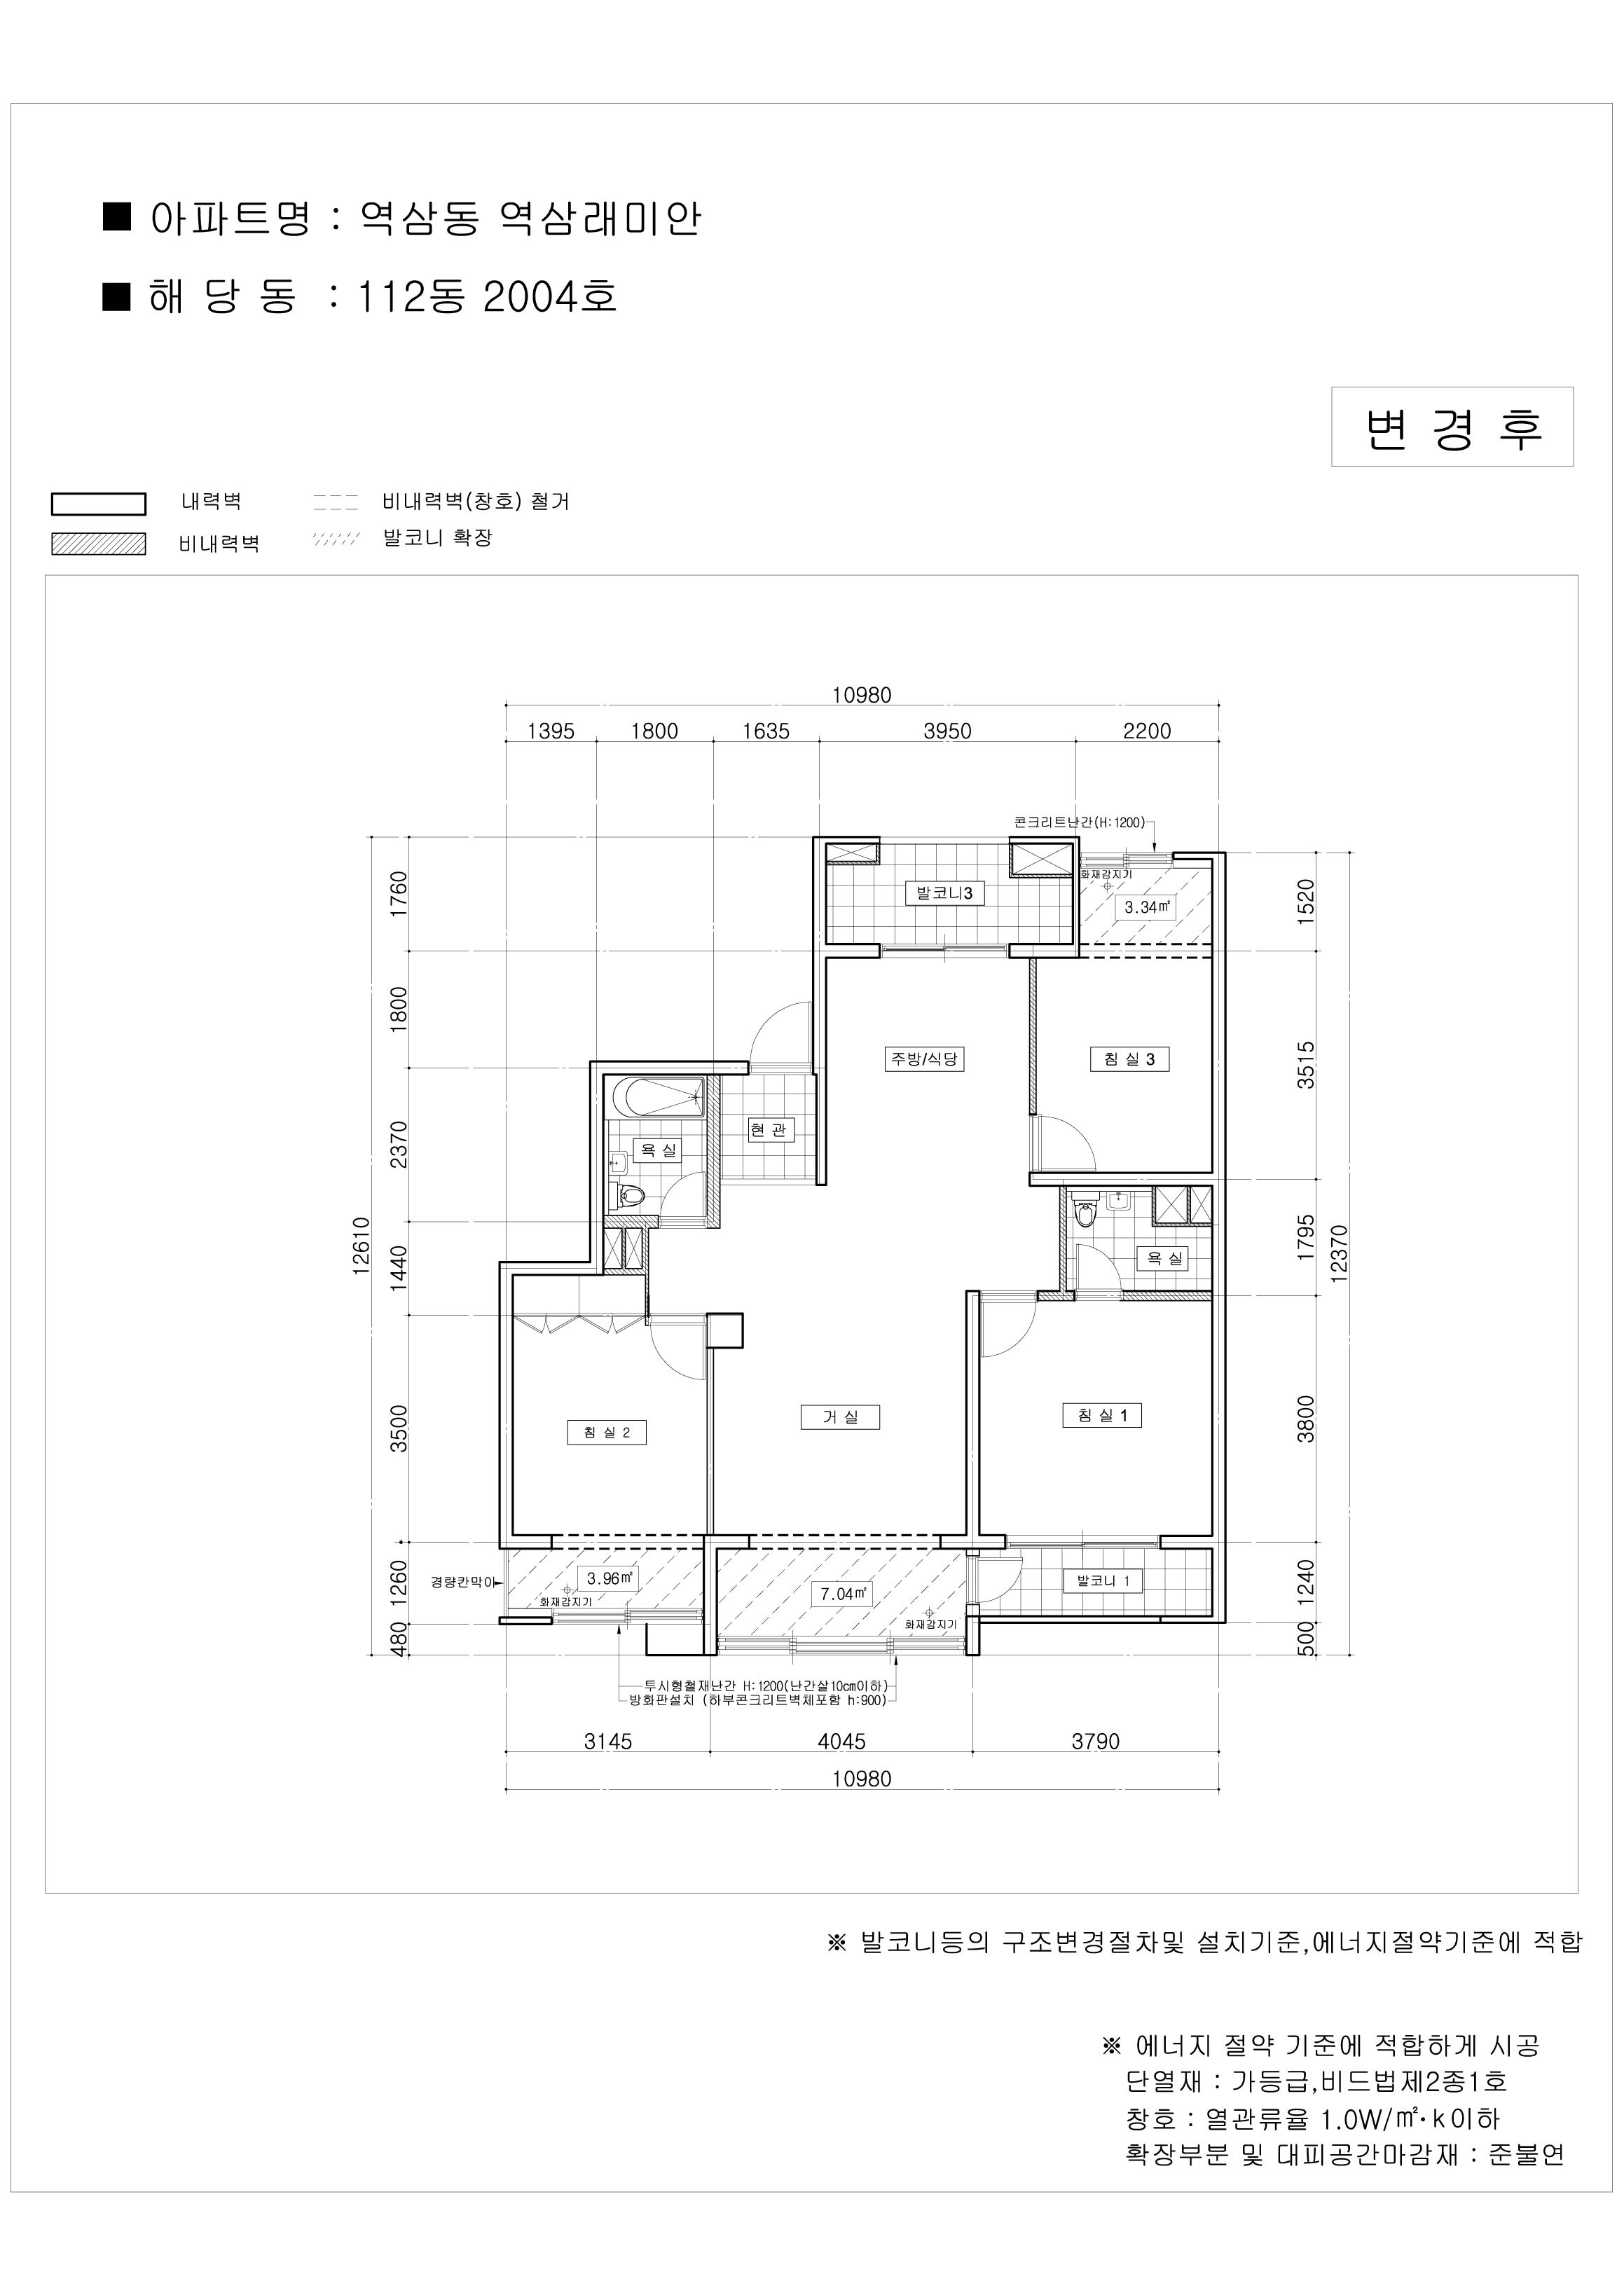 ■ 아파트명 : 역삼동 역삼래미안
■ 해 당 동 : 112동 2004호
변 경 후
내력벽
비내력벽(창호) 철거
비내력벽
발코니 확장
10980
1395 1800 1635 3950 2200
콘크리트난간(H:1200)
화재감지기
발코니3
3.34㎡
1760
1520
1800
주방/식당
침 실 3
3515
2370
현 관
욕 실
12610
1440
1795
12370
욕 실
3500
침 실 2
거 실
침 실 1
3800
경량칸막이
1260
3.96㎡
화재감지기
7.04㎡
화재감지기
발코니 1
1240
480
500
투시형철재난간 H:1200(난간살10cm이하)
방화판설치 (하부콘크리트벽체포함 h:900)
3145 4045 3790
10980
※ 발코니등의 구조변경절차및 설치기준,에너지절약기준에 적합
※ 에너지 절약 기준에 적합하게 시공
단열재 : 가등급,비드법제2종1호
창호 : 열관류율 1.0W/㎡·k이하
확장부분 및 대피공간마감재 : 준불연